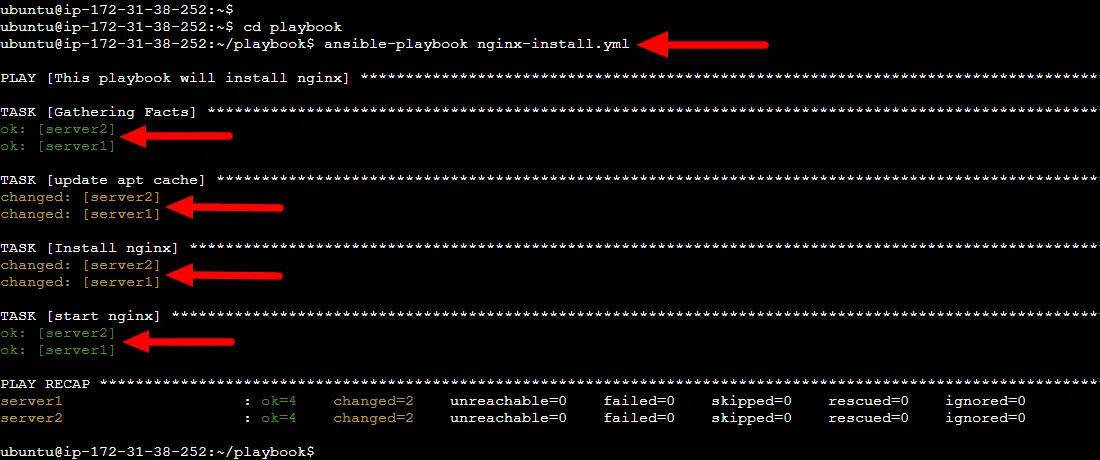 ubuntu@ip-172-31-38-252:~$
ubuntu@ip-172-31-38-252:~$ cd playbook
ubuntu@ip-172-31-38-252:~/playbook$ ansible-playbook nginx-install.yml
PLAY [This playbook will install nginx] **********************************************************************************
TASK [Gathering Facts] ***************************************************************************************************
ok: [server2]
ok: [server1]
TASK [update apt cache] **************************************************************************************************
changed: [server2]
changed: [server1]
TASK [Install nginx] *****************************************************************************************************
changed: [server2]
changed: [server1]
TASK [start nginx] *******************************************************************************************************
ok: [server2]
ok: [server1]
PLAY RECAP ***************************************************************************************************************
server1 : ok=4 changed=2 unreachable=0 failed=0 skipped=0 rescued=0 ignored=0
server2 : ok=4 changed=2 unreachable=0 failed=0 skipped=0 rescued=0 ignored=0
ubuntu@ip-172-31-38-252:~/playbook$